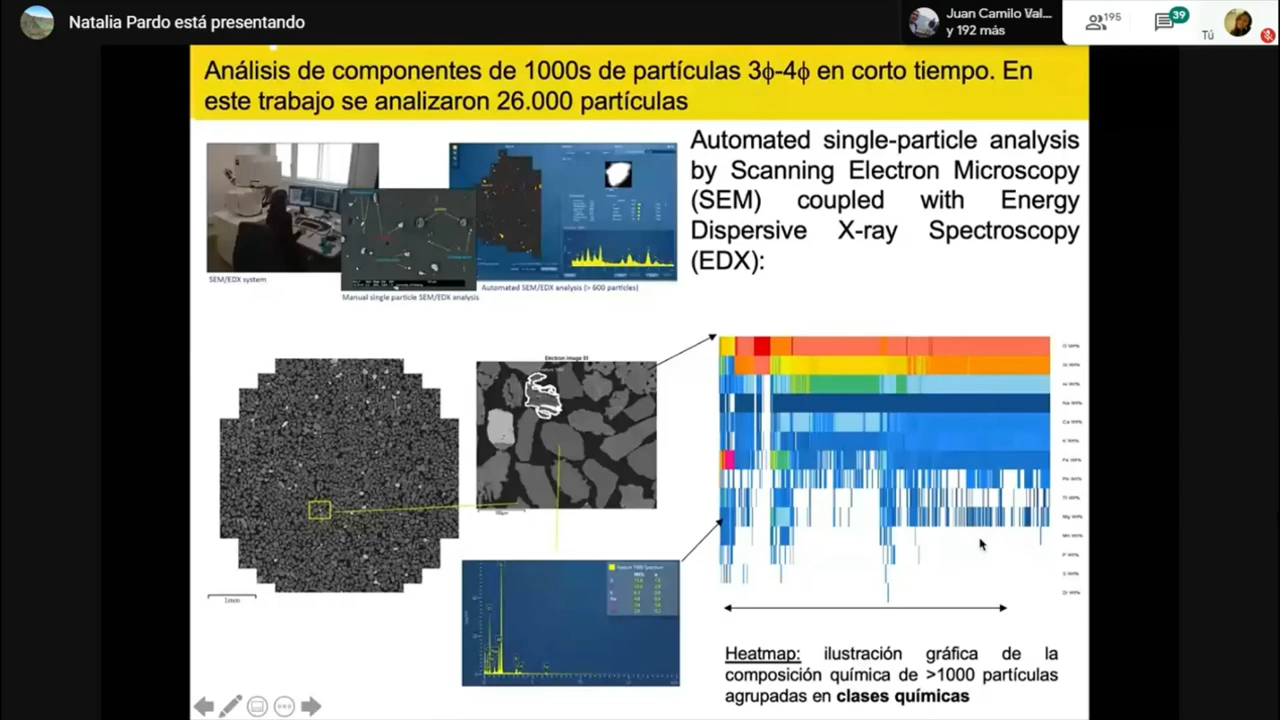 Natalia Pardo está presentando
Juan Camilo Val...
y 192 más
195
39
Tú
Análisis de componentes de 1000s de partículas 3ϕ-4ϕ en corto tiempo. En
este trabajo se analizaron 26.000 partículas
Automated single-particle analysis
by Scanning Electron Microscopy
(SEM) coupled with Energy
Dispersive X-ray Spectroscopy
(EDX):
SEM/EDX system
Manual single particle SEM/EDX analysis
Automated SEM/EDX analysis (> 600 particles)
Electron Image
1mm
Heatmap: ilustración gráfica de la
composición química de >1000 partículas
agrupadas en clases químicas